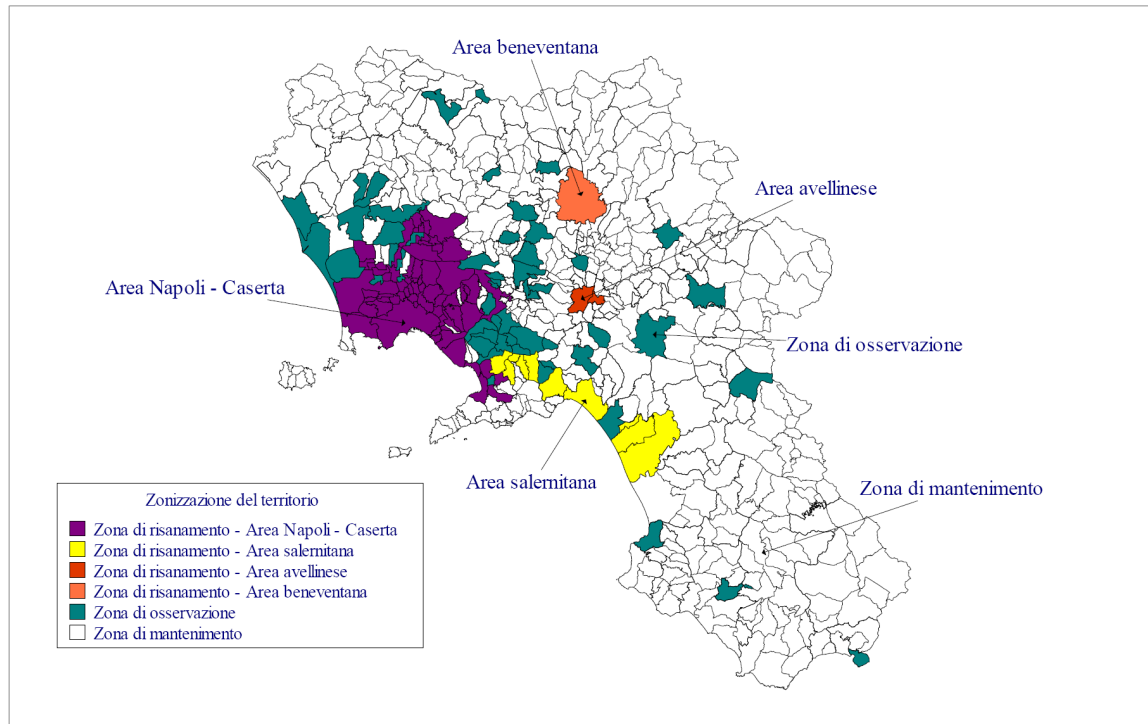 Area beneventana
Area avellinese
Area Napoli - Caserta
Zona di osservazione
Area salernitana
Zona di mantenimento
Zonizzazione del territorio
Zona di risanamento - Area Napoli - Caserta
Zona di risanamento - Area salernitana
Zona di risanamento - Area avellinese
Zona di risanamento - Area beneventana
Zona di osservazione
Zona di mantenimento